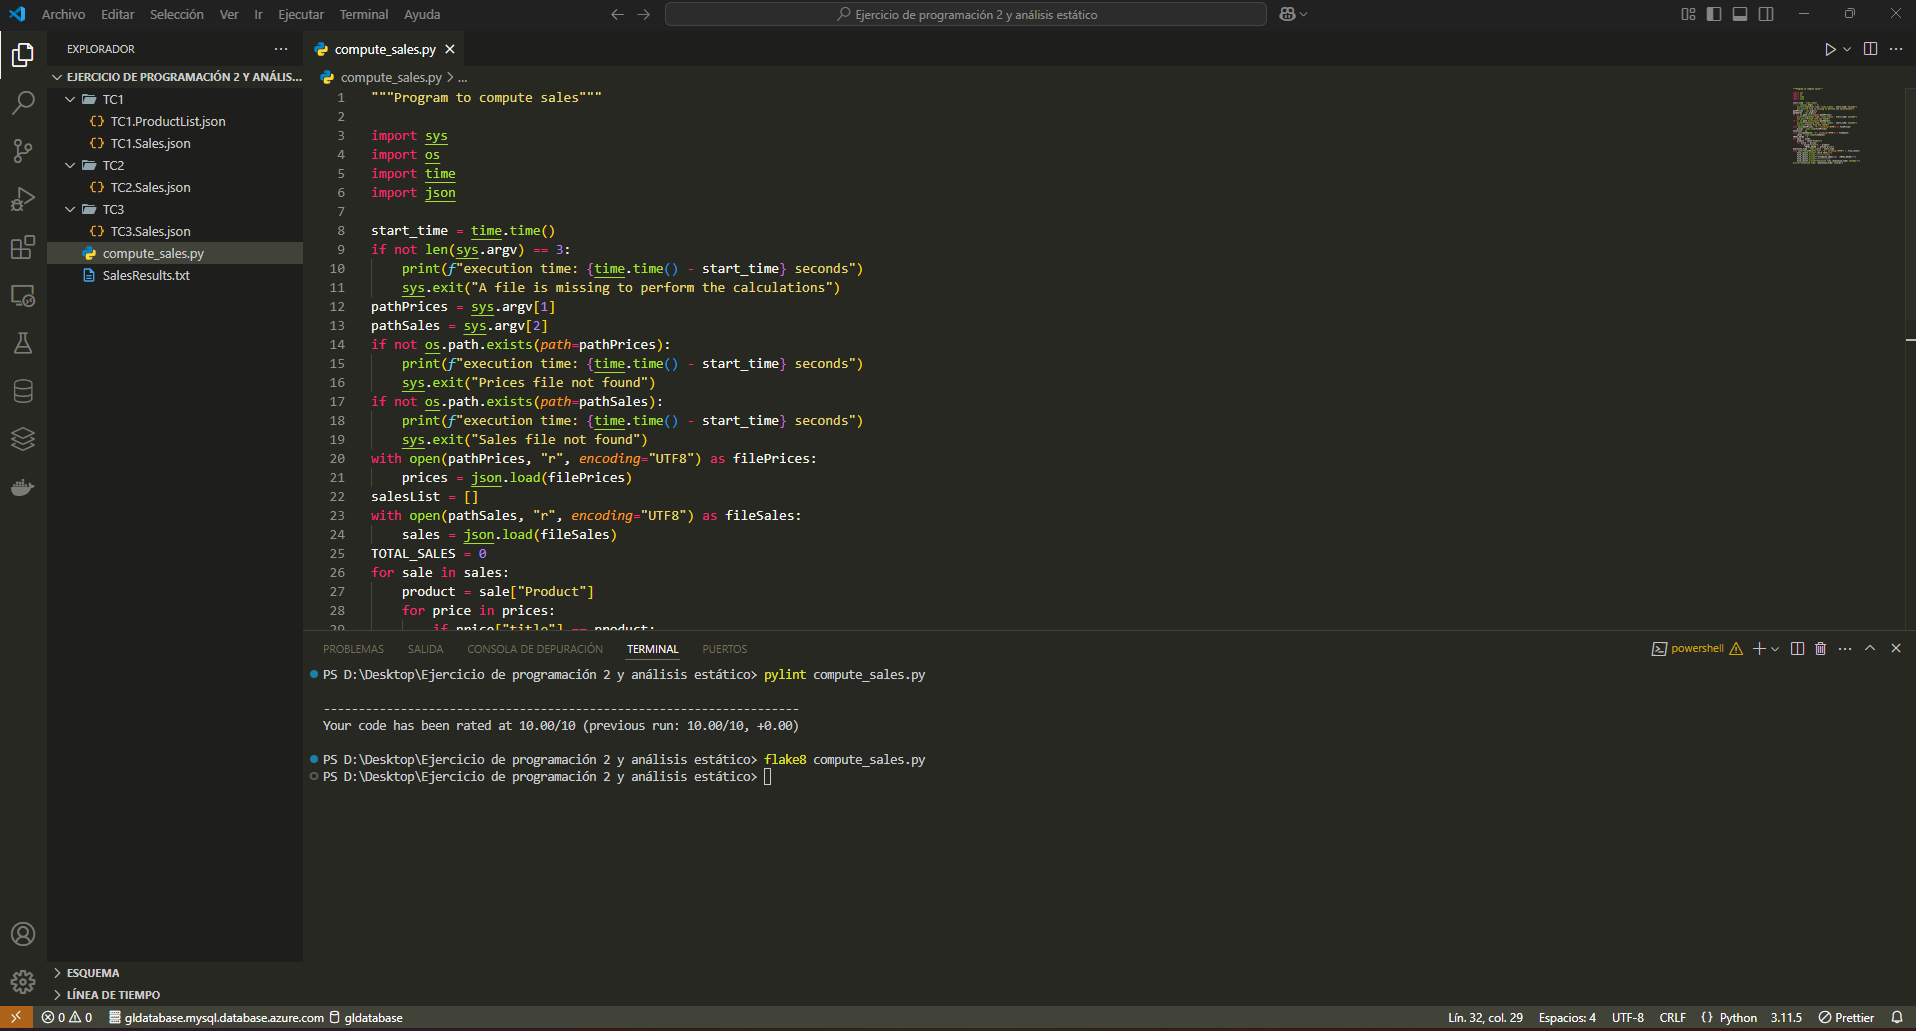 Archivo Editar Selección Ver Ir Ejecutar Terminal Ayuda
Ejercicio de programación 2 y análisis estático
EXPLORADOR
EJERCICIO DE PROGRAMACIÓN 2 Y ANÁLIS...
TC1
TC1.ProductList.json
TC1.Sales.json
TC2
TC2.Sales.json
TC3
TC3.Sales.json
compute_sales.py
SalesResults.txt
ESQUEMA
LÍNEA DE TIEMPO
compute_sales.py
compute_sales.py > ...
1 """Program to compute sales"""
2
3 import sys
4 import os
5 import time
6 import json
7
8 start_time = time.time()
9 if not len(sys.argv) == 3:
10     print(f"execution time: {time.time() - start_time} seconds")
11     sys.exit("A file is missing to perform the calculations")
12 pathPrices = sys.argv[1]
13 pathSales = sys.argv[2]
14 if not os.path.exists(path=pathPrices):
15     print(f"execution time: {time.time() - start_time} seconds")
16     sys.exit("Prices file not found")
17 if not os.path.exists(path=pathSales):
18     print(f"execution time: {time.time() - start_time} seconds")
19     sys.exit("Sales file not found")
20 with open(pathPrices, "r", encoding="UTF8") as filePrices:
21     prices = json.load(filePrices)
22 salesList = []
23 with open(pathSales, "r", encoding="UTF8") as fileSales:
24     sales = json.load(fileSales)
25 TOTAL_SALES = 0
26 for sale in sales:
27     product = sale["Product"]
28     for price in prices:
29         if price["title"] == product:
PROBLEMAS SALIDA CONSOLA DE DEPURACIÓN TERMINAL PUERTOS
powershell
PS D:\Desktop\Ejercicio de programación 2 y análisis estático> pylint compute_sales.py
--------------------------------------------------------------------
Your code has been rated at 10.00/10 (previous run: 10.00/10, +0.00)
PS D:\Desktop\Ejercicio de programación 2 y análisis estático> flake8 compute_sales.py
PS D:\Desktop\Ejercicio de programación 2 y análisis estático>
0 0 gldatabase.mysql.database.azure.com gldatabase
Lín. 32, col. 29 Espacios: 4 UTF-8 CRLF { } Python 3.11.5 Prettier